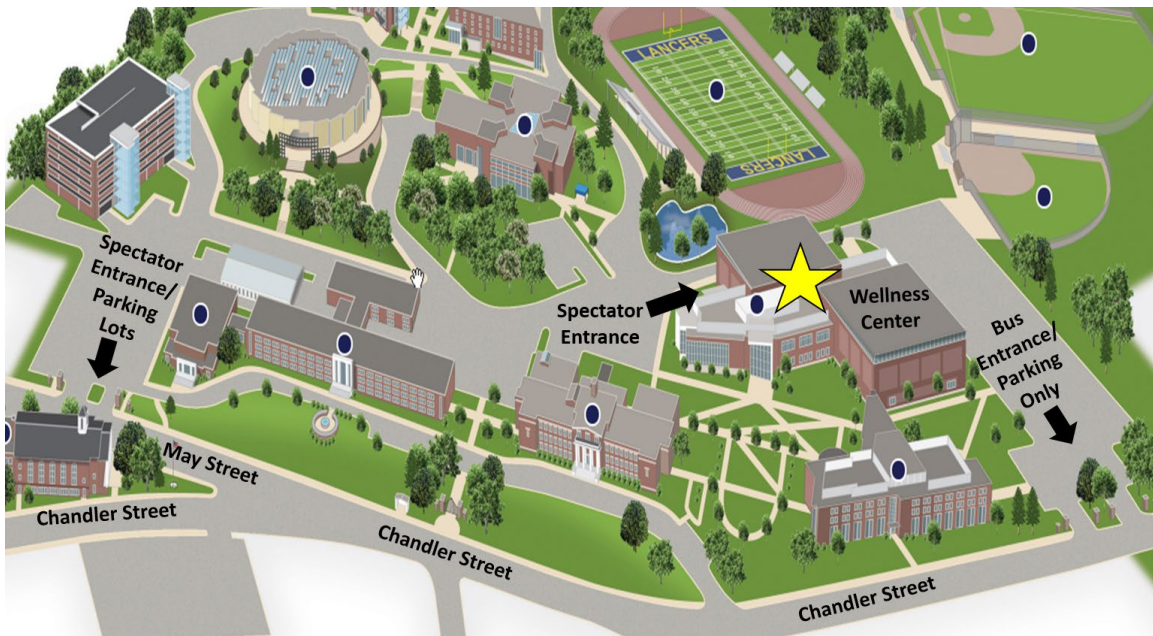 LANCERS
LANCERS
Spectator
Entrance/
Parking
Lots
Spectator
Entrance
Wellness
Center
Bus
Entrance/
Parking
Only
May Street
Chandler Street
Chandler Street
Chandler Street